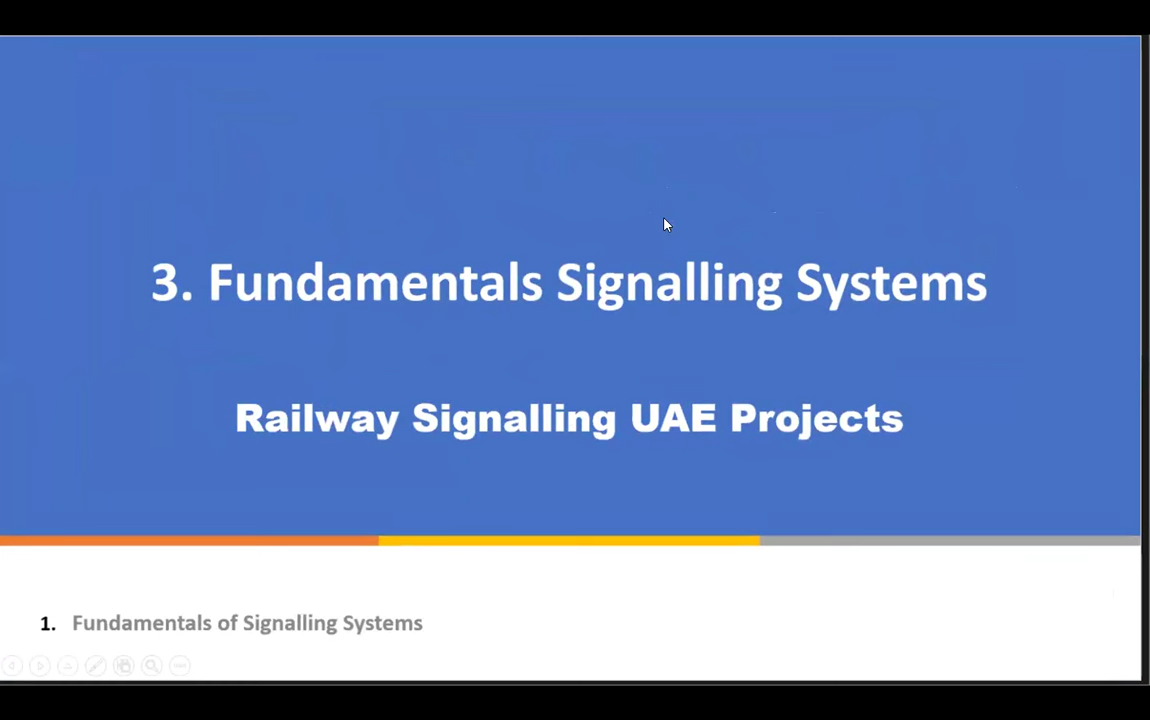 3. Fundamentals Signalling Systems
Railway Signalling UAE Projects
1. Fundamentals of Signalling Systems